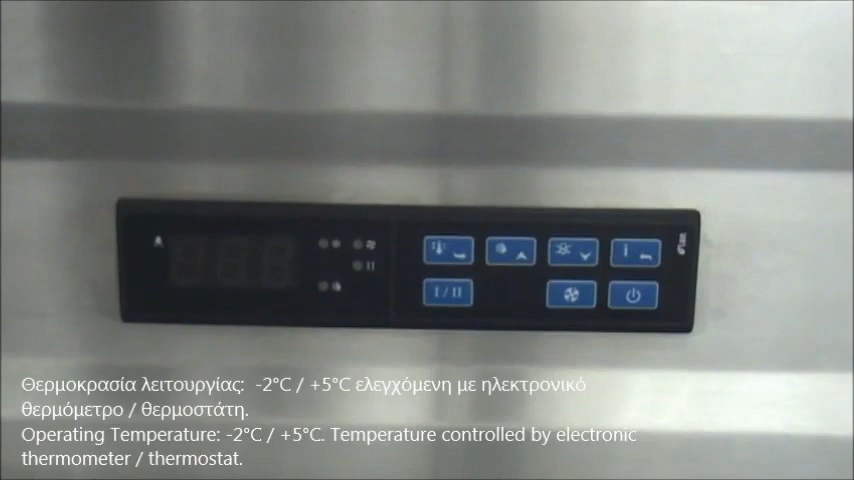 I / II
Θερμοκρασία λειτουργίας: -2°C / +5°C ελεγχόμενη με ηλεκτρονικό
θερμόμετρο / θερμοστάτη.
Operating Temperature: -2°C / +5°C. Temperature controlled by electronic
thermometer / thermostat.